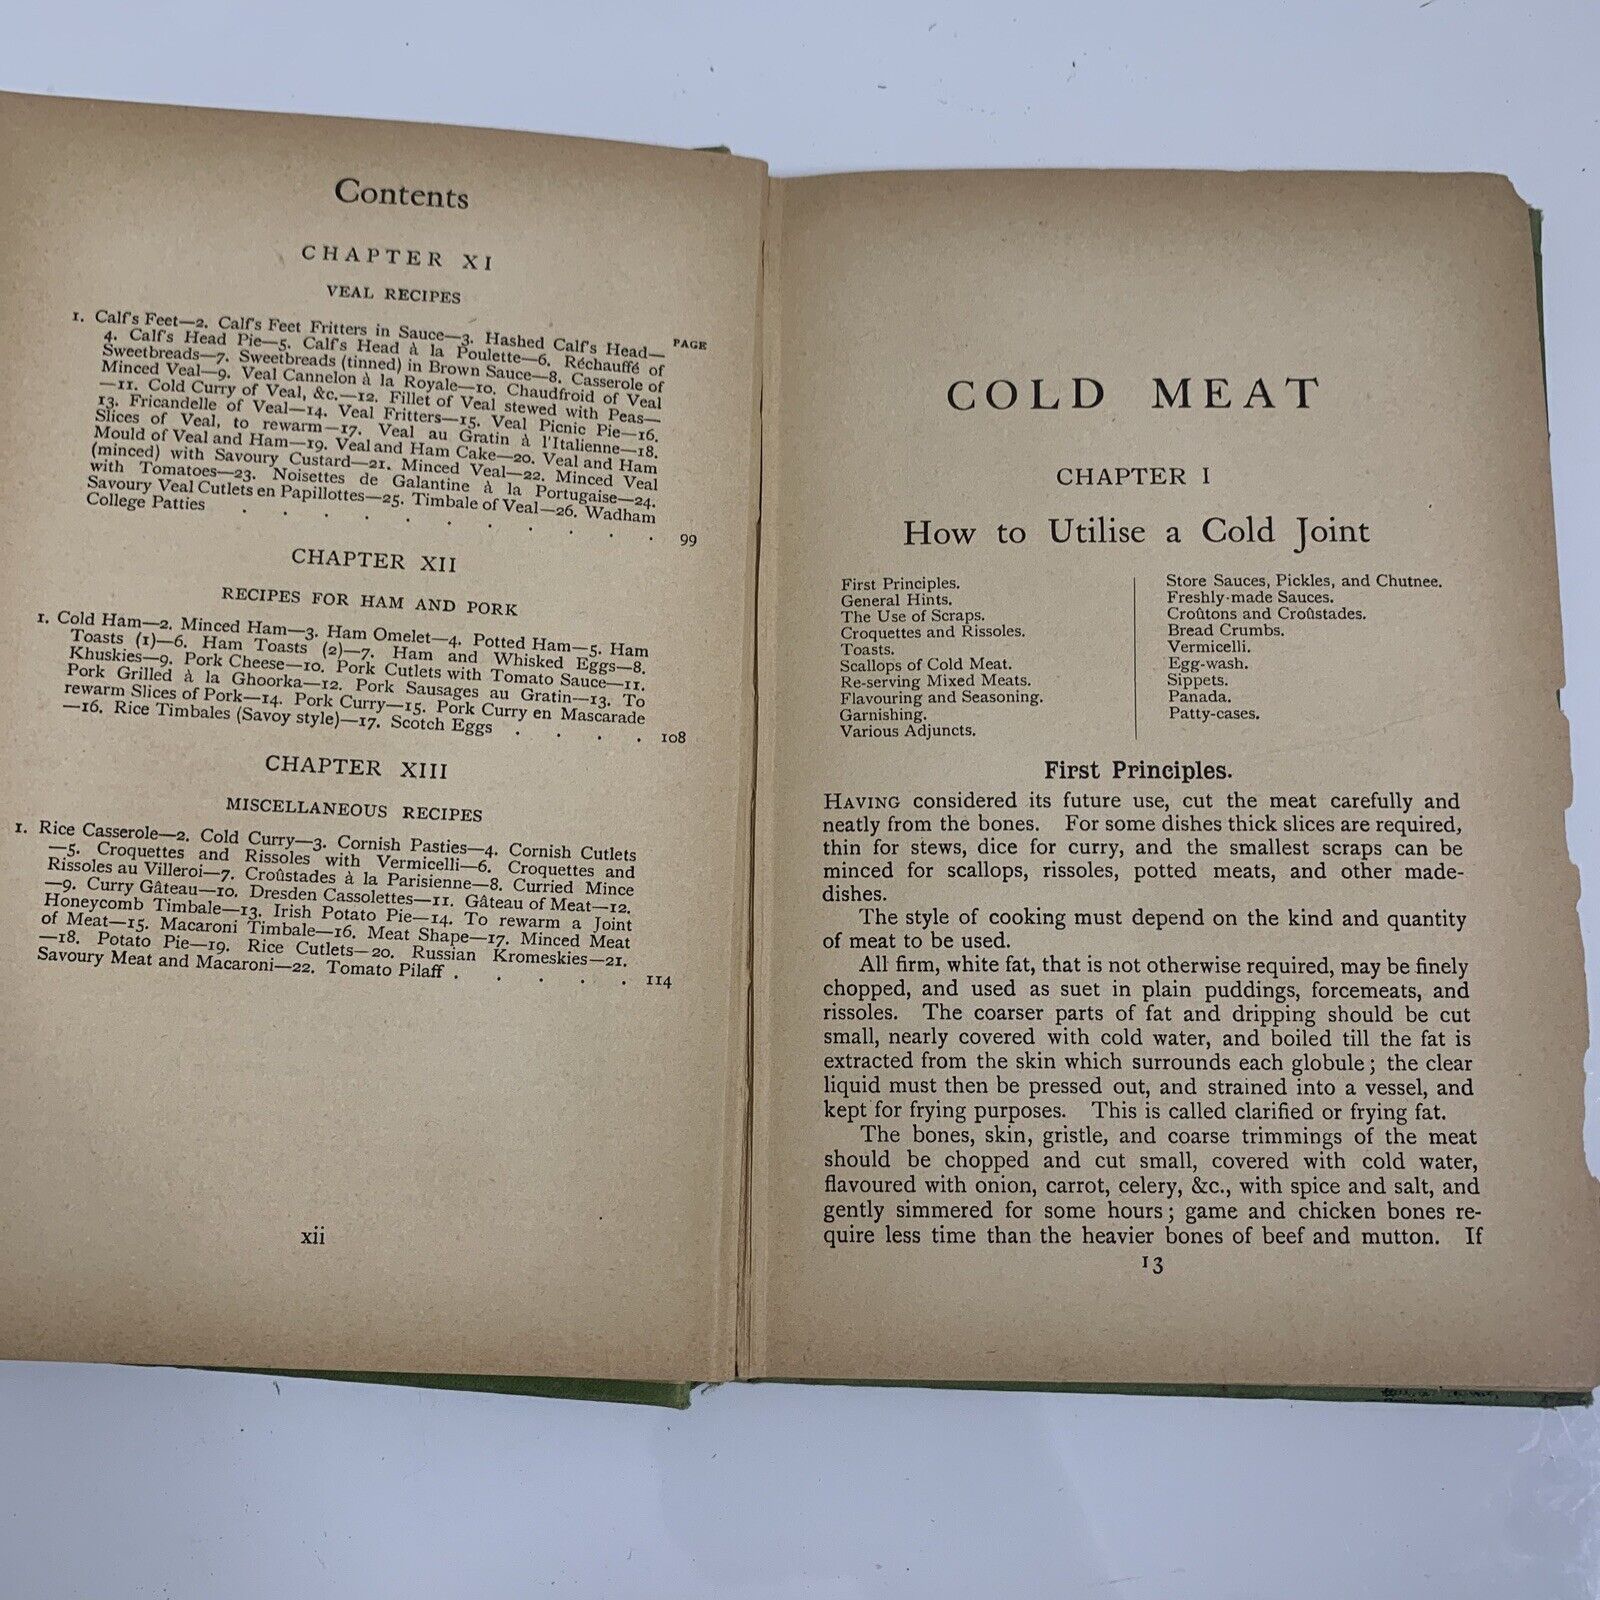 Contents
CHAPTER XI
VEAL RECIPES
PAGE
1. Calf's Feet—2. Calf's Feet Fritters in Sauce—3. Hashed Calf's Head—
4. Calf's Head Pie—5. Calf's Head à la Poulette—6. Réchauffé of
Sweetbreads—7. Sweetbreads (tinned) in Brown Sauce—8. Casserole of
Minced Veal—9. Veal Cannelon à la Royale—10. Chaudfroid of Veal
—11. Cold Curry of Veal, &c.—12. Fillet of Veal stewed with Peas—
13. Fricandelle of Veal—14. Veal Fritters—15. Veal Picnic Pie—16.
Slices of Veal, to rewarm—17. Veal au Gratin à l'Italienne—18.
Mould of Veal and Ham—19. Veal and Ham Cake—20. Veal and Ham
(minced) with Savoury Custard—21. Minced Veal—22. Minced Veal
with Tomatoes—23. Noisettes de Galantine à la Portugaise—24.
Savoury Veal Cutlets en Papillottes—25. Timbale of Veal—26. Wadham
College Patties . . . . . . . . . . . 99
CHAPTER XII
RECIPES FOR HAM AND PORK
1. Cold Ham—2. Minced Ham—3. Ham Omelet—4. Potted Ham—5. Ham
Toasts (1)—6. Ham Toasts (2)—7. Ham and Whisked Eggs—8.
Khuskies—9. Pork Cheese—10. Pork Cutlets with Tomato Sauce—11.
Pork Grilled à la Ghoorka—12. Pork Sausages au Gratin—13. To
rewarm Slices of Pork—14. Pork Curry—15. Pork Curry en Mascarade
—16. Rice Timbales (Savoy style)—17. Scotch Eggs . . . . 108
CHAPTER XIII
MISCELLANEOUS RECIPES
1. Rice Casserole—2. Cold Curry—3. Cornish Pasties—4. Cornish Cutlets
—5. Croquettes and Rissoles with Vermicelli—6. Croquettes and
Rissoles au Villeroi—7. Croûstades à la Parisienne—8. Curried Mince
—9. Curry Gâteau—10. Dresden Cassolettes—11. Gâteau of Meat—12.
Honeycomb Timbale—13. Irish Potato Pie—14. To rewarm a Joint
of Meat—15. Macaroni Timbale—16. Meat Shape—17. Minced Meat
—18. Potato Pie—19. Rice Cutlets—20. Russian Kromeskies—21.
Savoury Meat and Macaroni—22. Tomato Pilaff . . . . . 114
xii
COLD MEAT
CHAPTER I
How to Utilise a Cold Joint
First Principles.
General Hints.
The Use of Scraps.
Croquettes and Rissoles.
Toasts.
Scallops of Cold Meat.
Re-serving Mixed Meats.
Flavouring and Seasoning.
Garnishing.
Various Adjuncts.
Store Sauces, Pickles, and Chutnee.
Freshly-made Sauces.
Croûtons and Croûstades.
Bread Crumbs.
Vermicelli.
Egg-wash.
Sippets.
Panada.
Patty-cases.
First Principles.
HAVING considered its future use, cut the meat carefully and
neatly from the bones. For some dishes thick slices are required,
thin for stews, dice for curry, and the smallest scraps can be
minced for scallops, rissoles, potted meats, and other made-
dishes.
The style of cooking must depend on the kind and quantity
of meat to be used.
All firm, white fat, that is not otherwise required, may be finely
chopped, and used as suet in plain puddings, forcemeats, and
rissoles. The coarser parts of fat and dripping should be cut
small, nearly covered with cold water, and boiled till the fat is
extracted from the skin which surrounds each globule; the clear
liquid must then be pressed out, and strained into a vessel, and
kept for frying purposes. This is called clarified or frying fat.
The bones, skin, gristle, and coarse trimmings of the meat
should be chopped and cut small, covered with cold water,
flavoured with onion, carrot, celery, &c., with spice and salt, and
gently simmered for some hours; game and chicken bones re-
quire less time than the heavier bones of beef and mutton. If
13